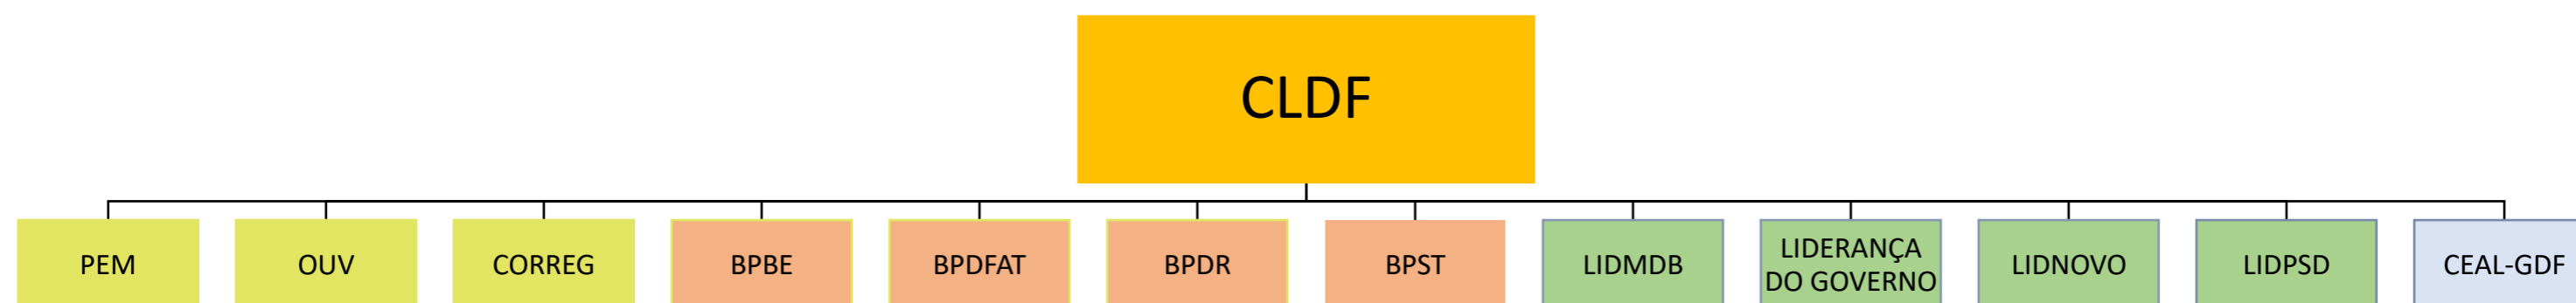 CLDF
PEM
OUV
CORREG
BPBE
BPDFAT
BPDR
BPST
LIDMDB
LIDERANÇA
DO GOVERNO
LIDNOVO
LIDPSD
CEAL-GDF